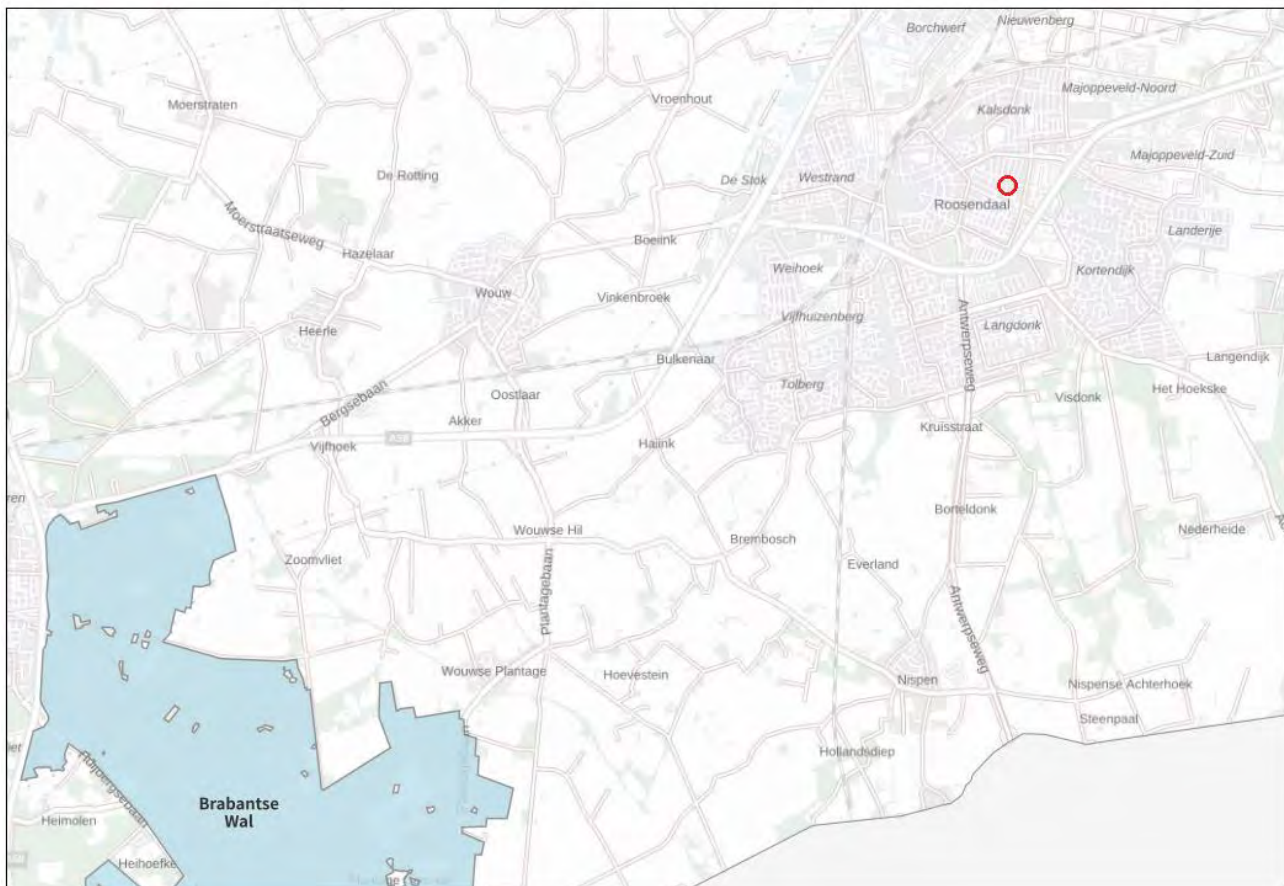 Nieuwenberg
Borchwerf
Moerstraten
Vroenhout
Kalsdonk
Majoppeveld-Noord
De Rotting
De Stok
Westrand
Majoppeveld-Zuid
Roosendaal
Moerstraatseweg
Hazelaar
Boeiink
Landerije
Weihoek
Kortendijk
Wouw
Vinkenbroek
Heerle
Vijfhuizenberg
Langdonk
Antwerpseweg
Bulkenaar
Langendijk
Tolberg
Het Hoekske
Visdonk
Oostlaar
Bergsebaan
Akker
Kruisstraat
Vijfhoek
A58
Haiink
ren
Borteldonk
Wouwse Hil
Nederheide
Brembosch
Zoomvliet
Everland
Plantagebaan
Antwerpseweg
Wouwse Plantage
Hoevestein
Nispen
Nispense Achterhoek
Steenpaal
Hollandsdiep
Huijbergsebaan
Brabantse
Wal
Heimolen
Heihoefke